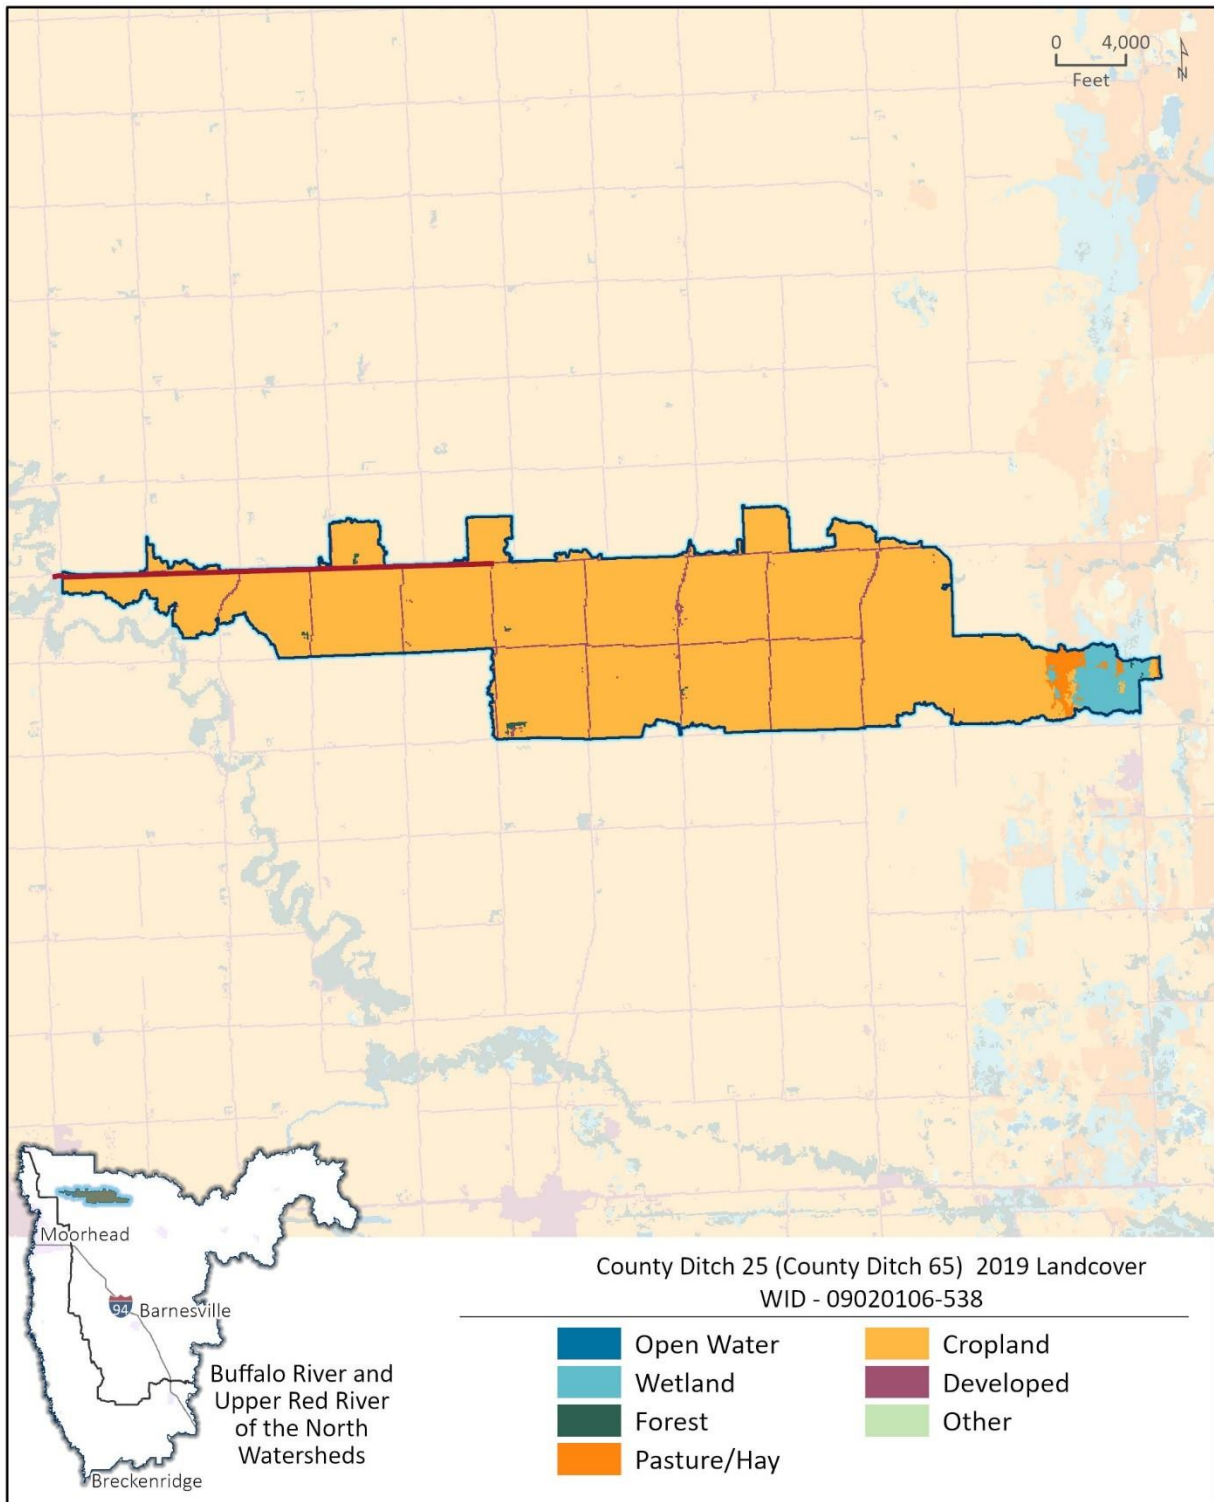 0 4,000
Feet
N
Moorhead
94
Barnesville
Buffalo River and
Upper Red River
of the North
Watersheds
Breckenridge
County Ditch 25 (County Ditch 65) 2019 Landcover
WID - 09020106-538
Open Water
Wetland
Forest
Pasture/Hay
Cropland
Developed
Other